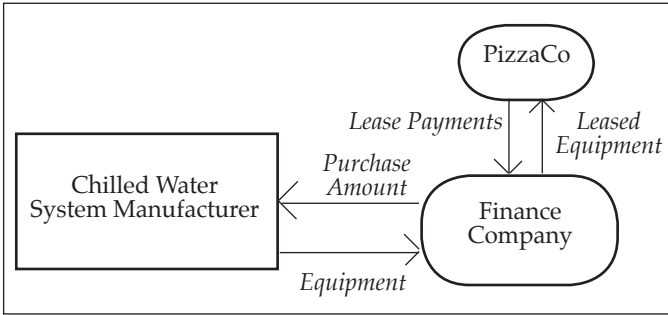 PizzaCo
Lease Payments
Leased
Equipment
Purchase
Amount
Chilled Water
System Manufacturer
Finance
Company
Equipment